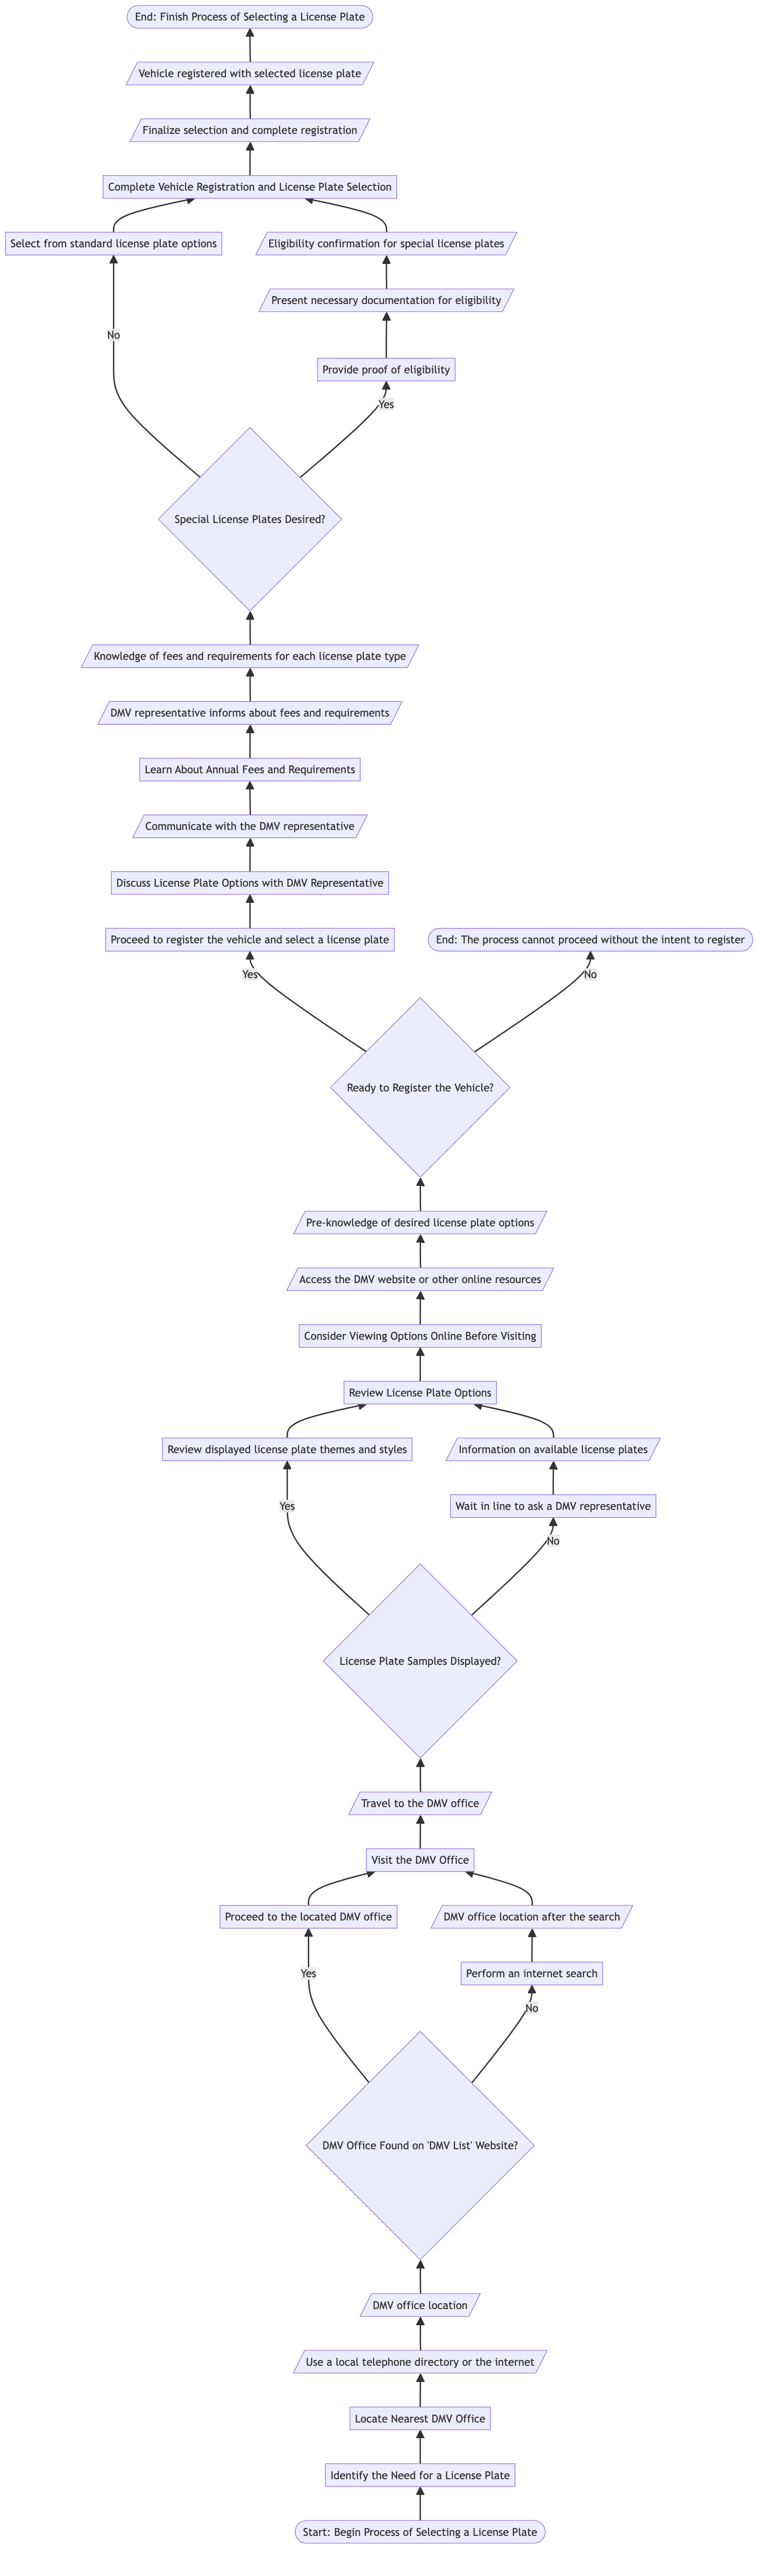 End: Finish Process of Selecting a License Plate
Vehicle registered with selected license plate
Finalize selection and complete registration
Complete Vehicle Registration and License Plate Selection
Select from standard license plate options
Eligibility confirmation for special license plates
Present necessary documentation for eligibility
No
Provide proof of eligibility
Yes
Special License Plates Desired?
Knowledge of fees and requirements for each license plate type
DMV representative informs about fees and requirements
Learn About Annual Fees and Requirements
Communicate with the DMV representative
Discuss License Plate Options with DMV Representative
Proceed to register the vehicle and select a license plate
End: The process cannot proceed without the intent to register
Yes
No
Ready to Register the Vehicle?
Pre-knowledge of desired license plate options
Access the DMV website or other online resources
Consider Viewing Options Online Before Visiting
Review License Plate Options
Review displayed license plate themes and styles
Information on available license plates
Yes
Wait in line to ask a DMV representative
No
License Plate Samples Displayed?
Travel to the DMV office
Visit the DMV Office
Proceed to the located DMV office
DMV office location after the search
Yes
Perform an internet search
No
DMV Office Found on 'DMV List' Website?
DMV office location
Use a local telephone directory or the internet
Locate Nearest DMV Office
Identify the Need for a License Plate
Start: Begin Process of Selecting a License Plate